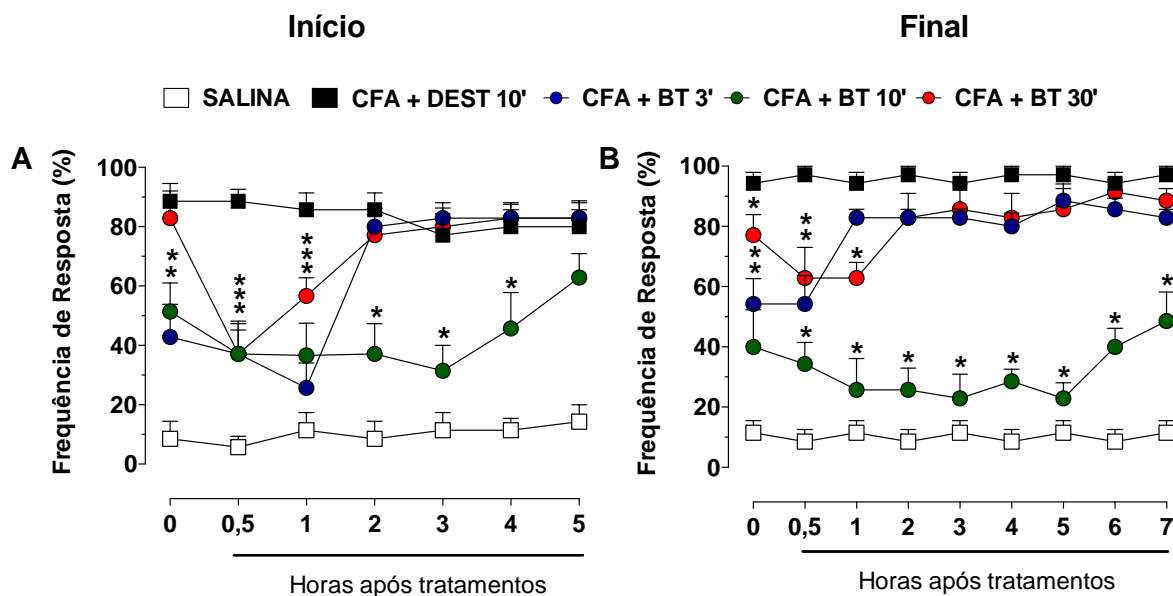 Início
Final
SALINA CFA + DEST 10' CFA + BT 3' CFA + BT 10' CFA + BT 30'
A
Frequência de Resposta (%)
100
80
60
40
20
0
* *
* * *
* * *
*
*
*
0 0,5 1 2 3 4 5
Horas após tratamentos
B
Frequência de Resposta (%)
100
80
60
40
20
0
*
* *
* *
*
*
*
*
*
*
*
*
*
0 0,5 1 2 3 4 5 6 7
Horas após tratamentos